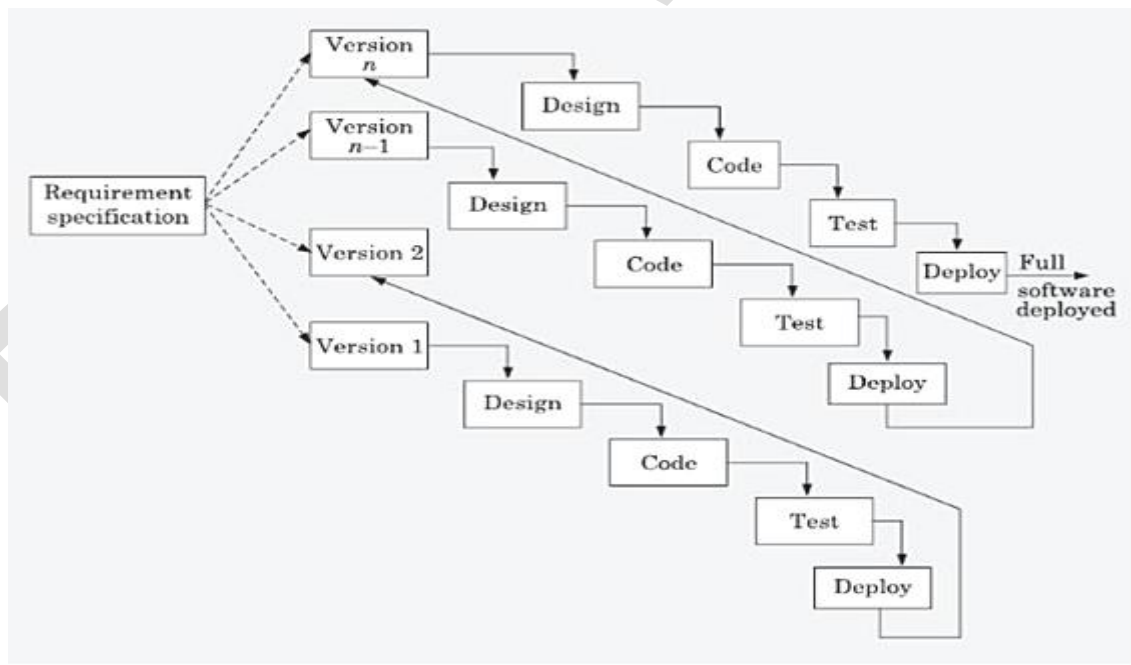 Version
n
Design
Code
Test
Deploy
Full
software
deployed
Version
n–1
Design
Code
Test
Deploy
Requirement
specification
Version 2
Version 1
Design
Code
Test
Deploy